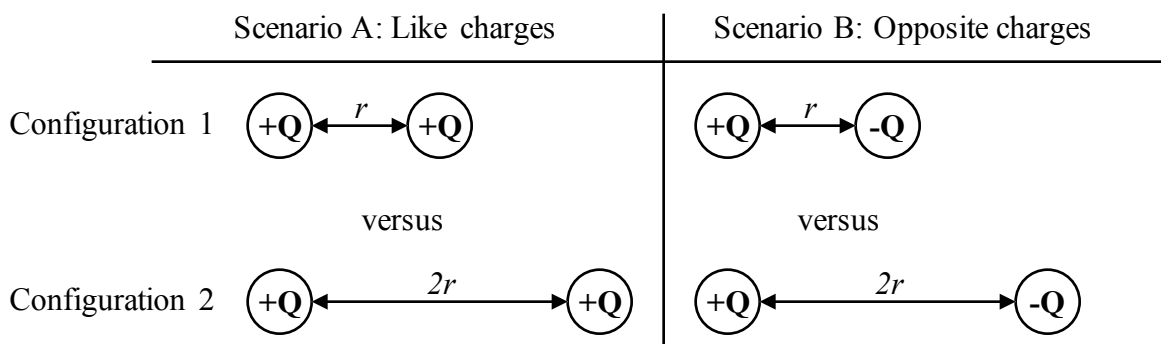 Scenario A: Like charges
Scenario B: Opposite charges
Configuration 1
+Q
r
+Q
+Q
r
-Q
versus
versus
Configuration 2
+Q
2r
+Q
+Q
2r
-Q